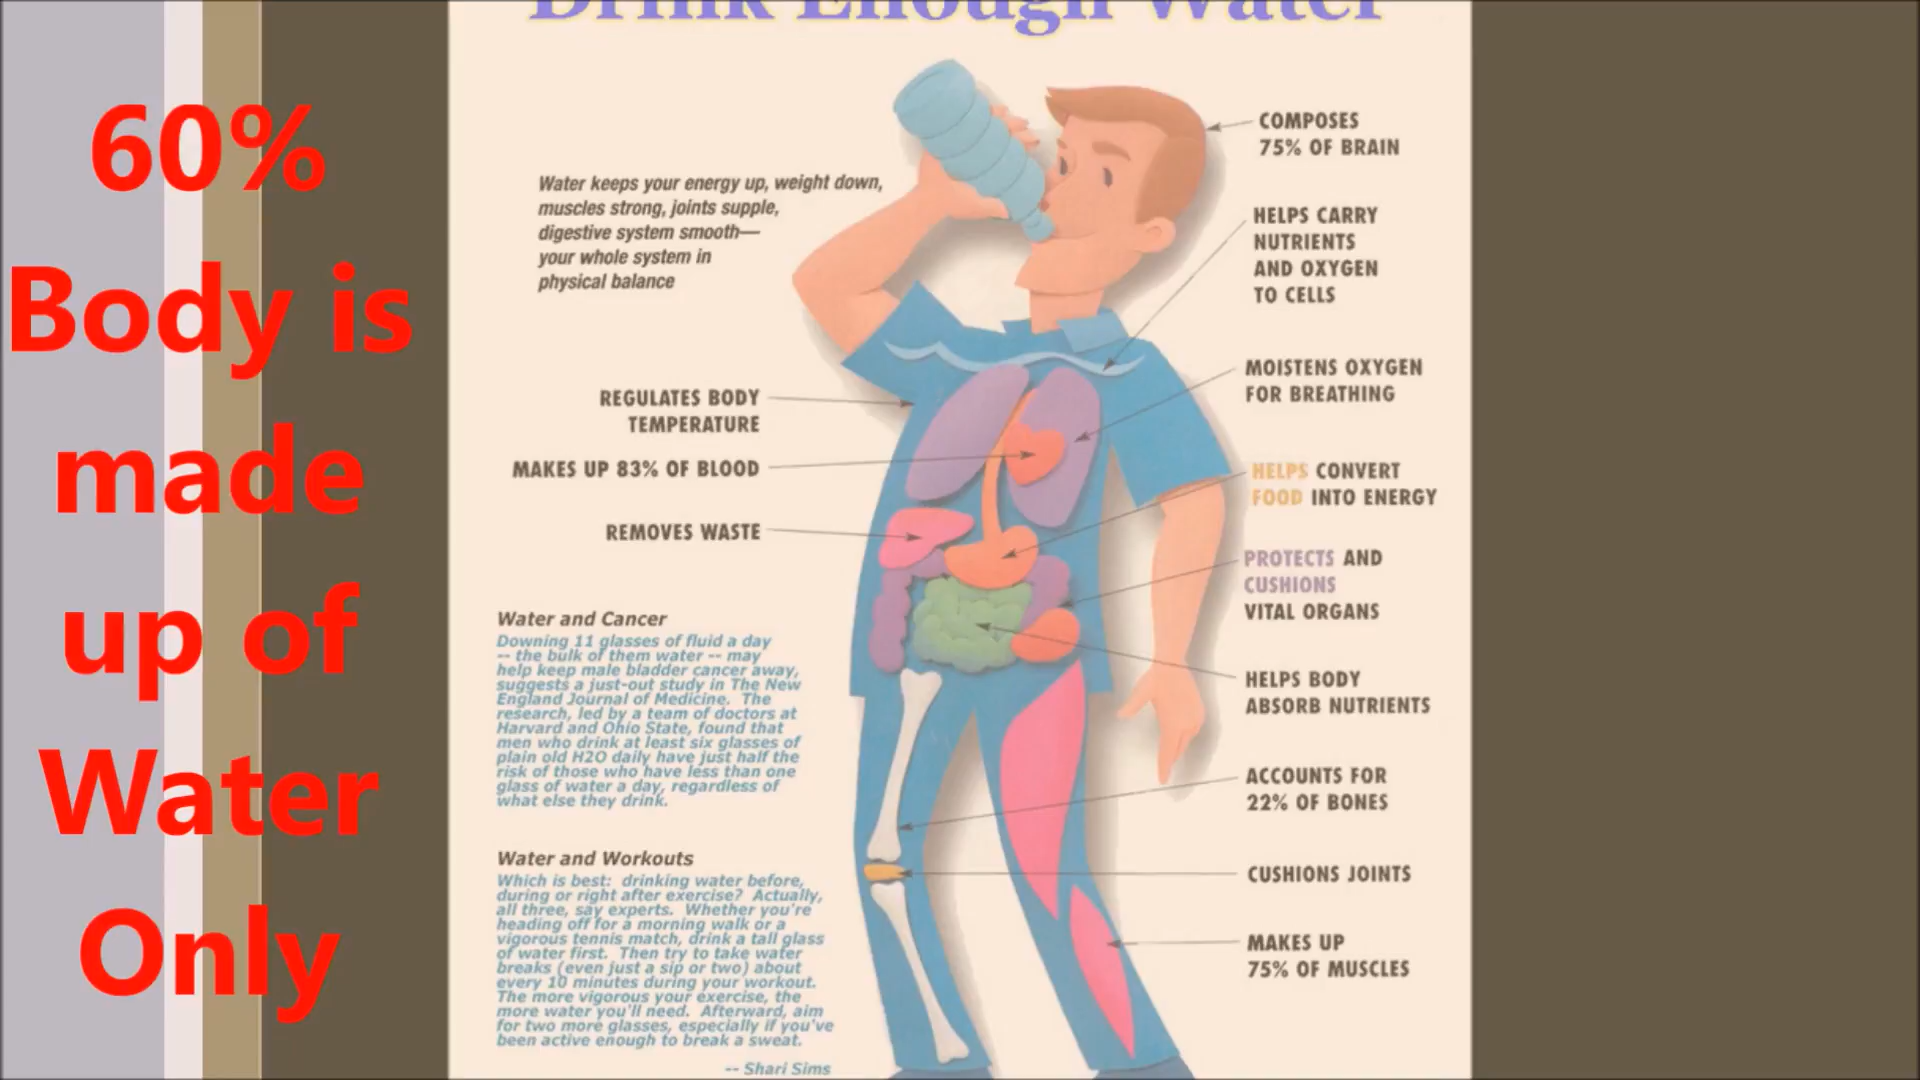 Drink Enough Water
60%
Body is
made
up of
Water
Only
Water keeps your energy up, weight down,
muscles strong, joints supple,
digestive system smooth—
your whole system in
physical balance
REGULATES BODY
TEMPERATURE
MAKES UP 83% OF BLOOD
REMOVES WASTE
Water and Cancer
Downing 11 glasses of fluid a day
-- the bulk of them water -- may
help keep male bladder cancer away,
suggests a just-out study in The New
England Journal of Medicine. The
research, led by a team of doctors at
Harvard and Ohio State, found that
men who drink at least six glasses of
plain old H2O daily have just half the
risk of those who have less than one
glass of water a day, regardless of
what else they drink.
Water and Workouts
Which is best: drinking water before,
during or right after exercise? Actually,
all three, say experts. Whether you're
heading off for a morning walk or a
vigorous tennis match, drink a tall glass
of water first. Then try to take water
breaks (even just a sip or two) about
every 10 minutes during your workout.
The more vigorous your exercise, the
more water you'll need. Afterward, aim
for two more glasses, especially if you've
been active enough to break a sweat.
-- Shari Sims
COMPOSES
75% OF BRAIN
HELPS CARRY
NUTRIENTS
AND OXYGEN
TO CELLS
MOISTENS OXYGEN
FOR BREATHING
HELPS CONVERT
FOOD INTO ENERGY
PROTECTS AND
CUSHIONS
VITAL ORGANS
HELPS BODY
ABSORB NUTRIENTS
ACCOUNTS FOR
22% OF BONES
CUSHIONS JOINTS
MAKES UP
75% OF MUSCLES